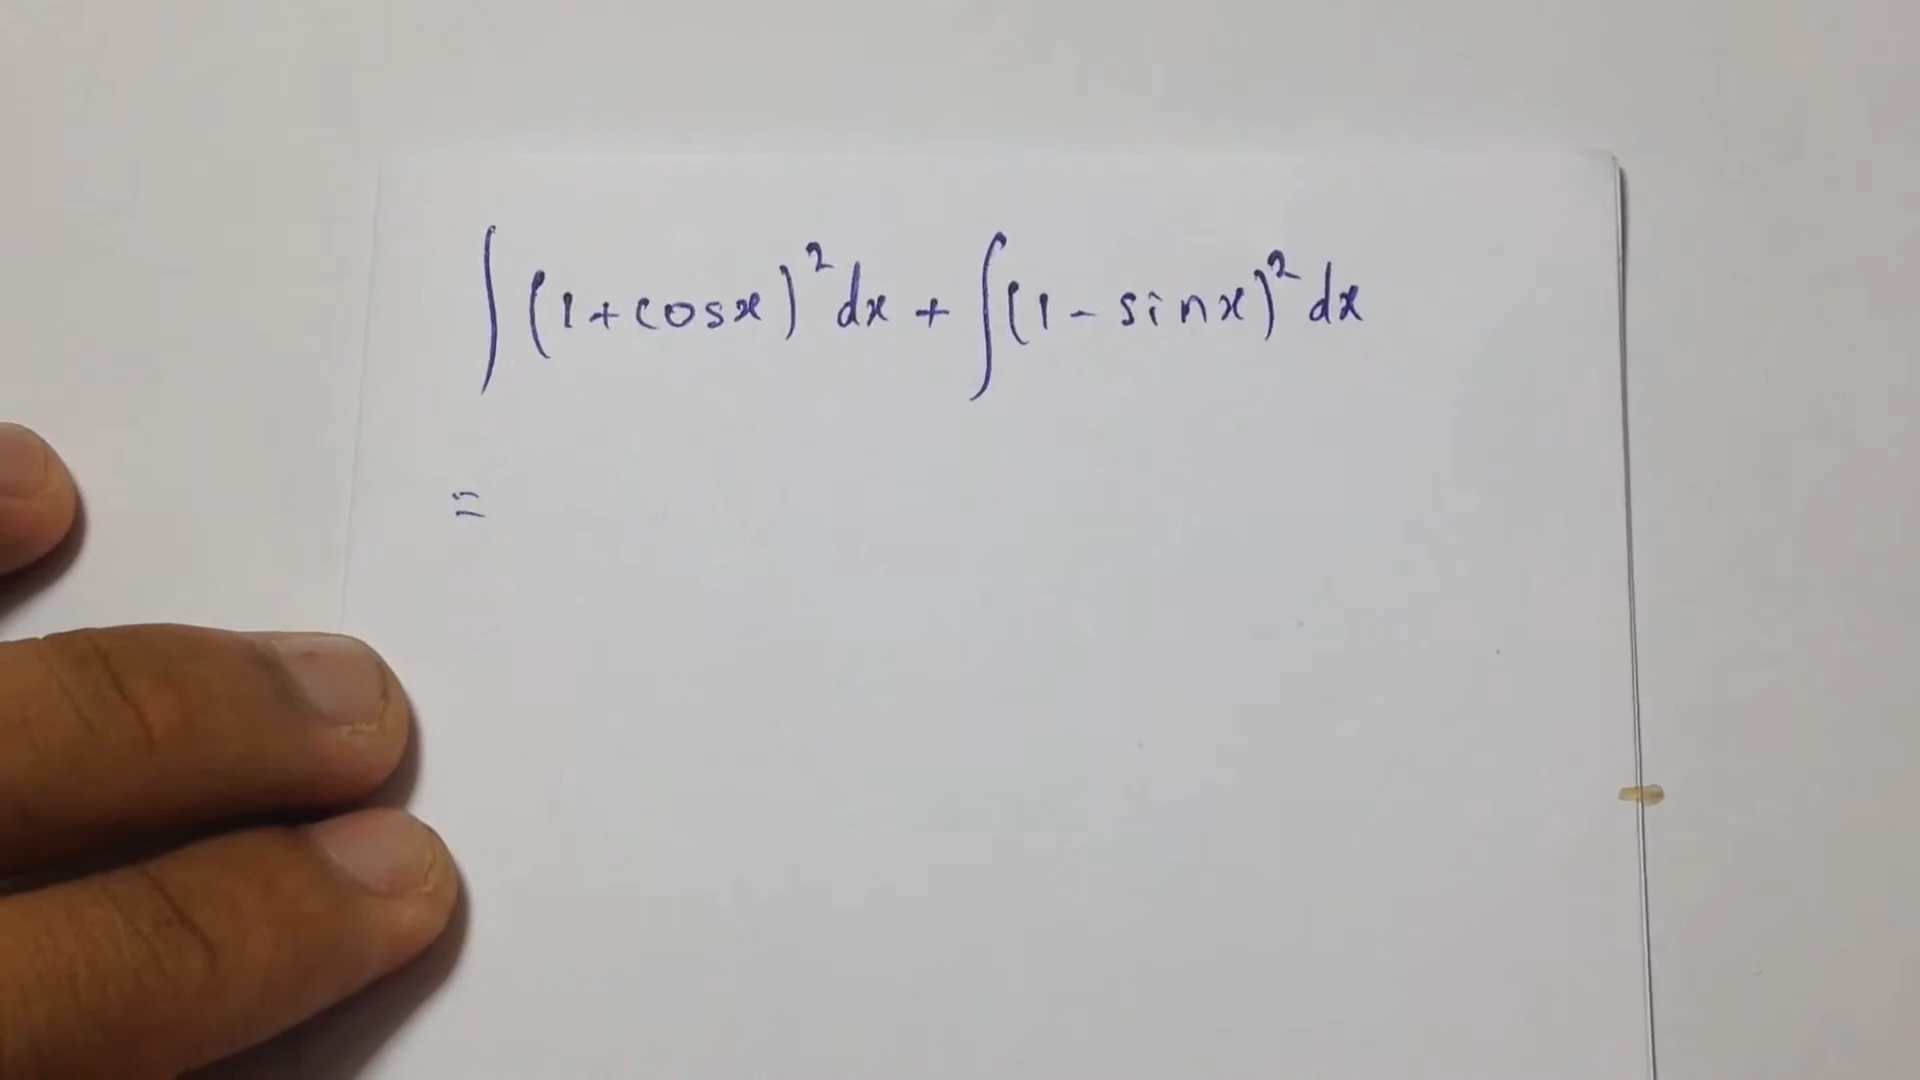 ∫(1+cosx)²dx + ∫(1-sinx)²dx
=